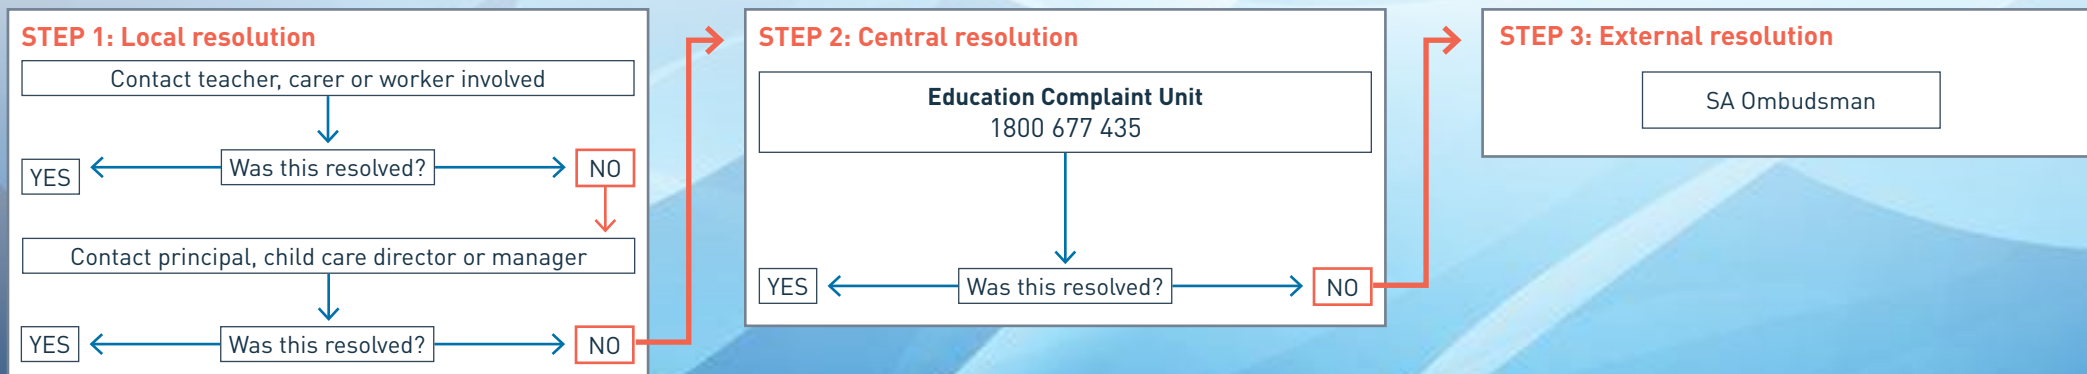 STEP 1: Local resolution
Contact teacher, carer or worker involved
Was this resolved?
YES
NO
Contact principal, child care director or manager
Was this resolved?
YES
NO
STEP 2: Central resolution
Education Complaint Unit
1800 677 435
Was this resolved?
YES
NO
STEP 3: External resolution
SA Ombudsman